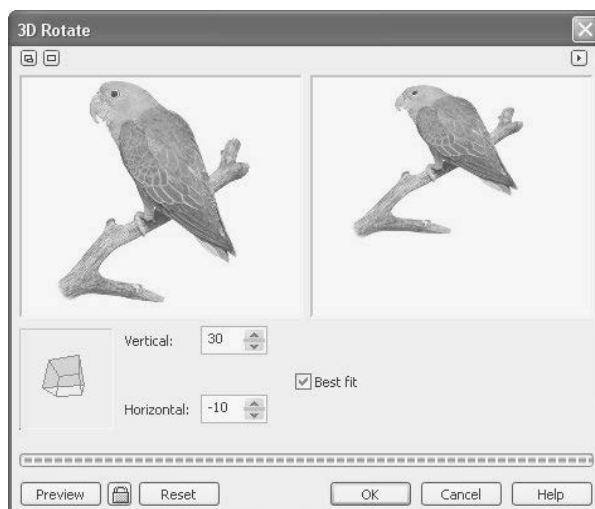 3D Rotate
Vertical: 30
Best fit
Horizontal: -10
Preview Reset OK Cancel Help